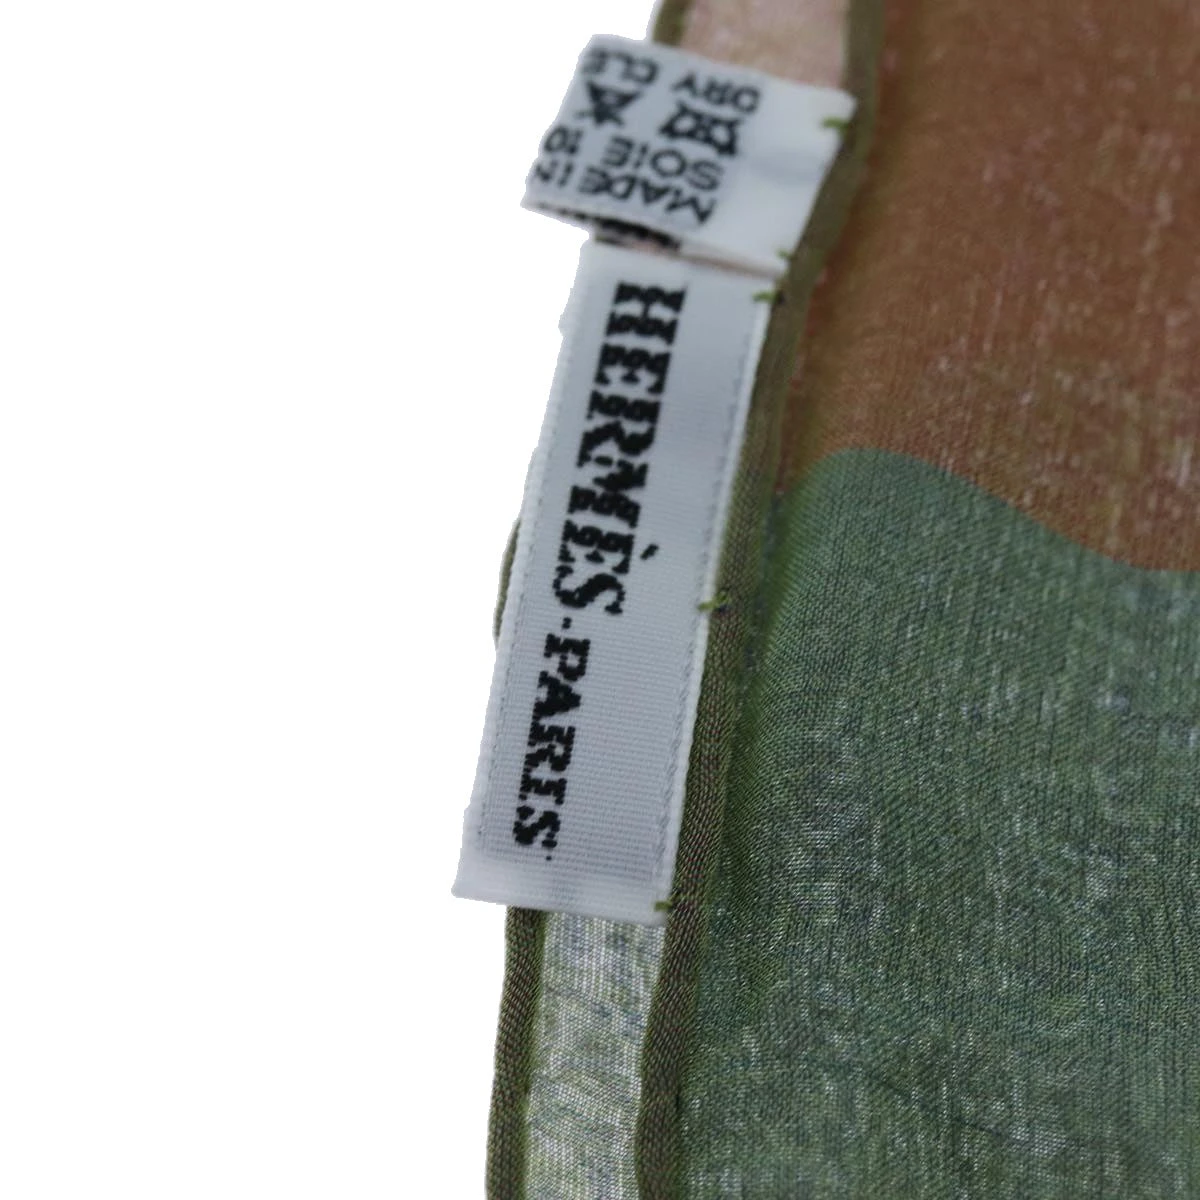 HERMÈS-PARIS
MADE IN
SOIE 10
DRY CLE